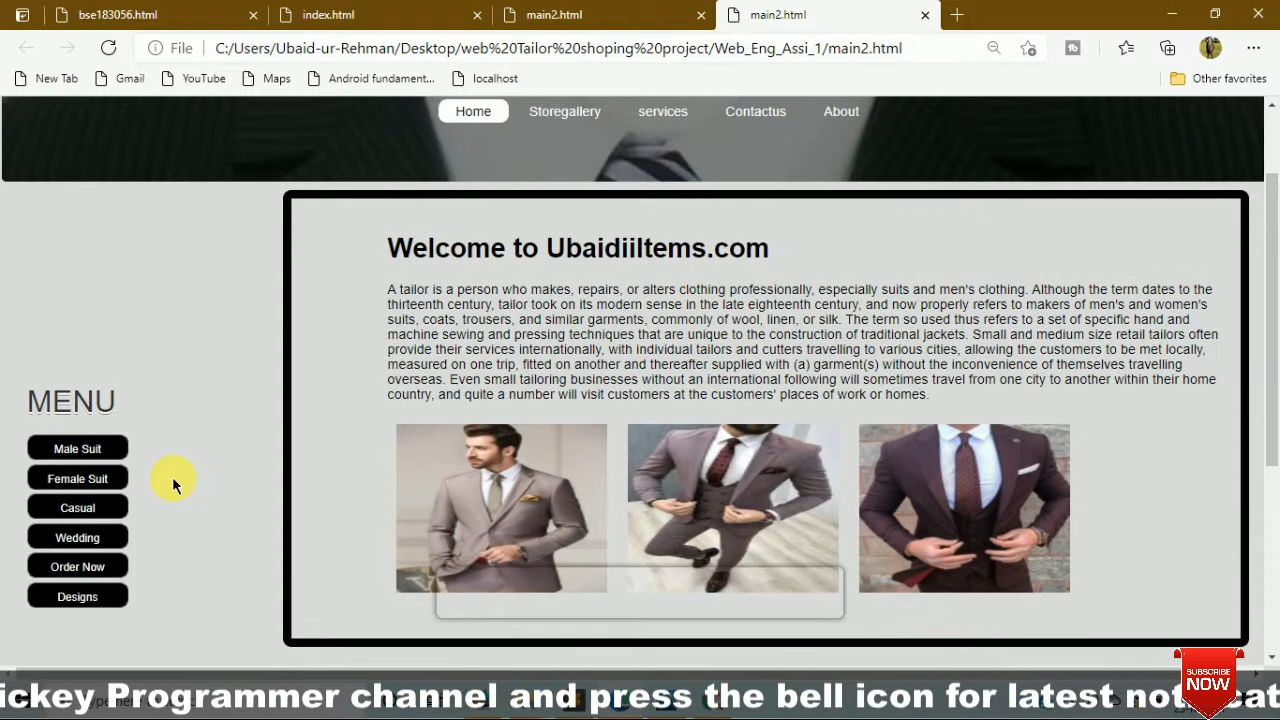 bse183056.html
index.html
main2.html
main2.html
File
C:/Users/Ubaid-ur-Rehman/Desktop/web%20Tailor%20shoping%20project/Web_Eng_Assi_1/main2.html
New Tab
Gmail
YouTube
Maps
Android fundament...
localhost
Other favorites
Home
Storegallery
services
Contactus
About
Welcome to UbaidiiItems.com
A tailor is a person who makes, repairs, or alters clothing professionally, especially suits and men's clothing. Although the term dates to the
thirteenth century, tailor took on its modern sense in the late eighteenth century, and now properly refers to makers of men's and women's
suits, coats, trousers, and similar garments, commonly of wool, linen, or silk. The term so used thus refers to a set of specific hand and
machine sewing and pressing techniques that are unique to the construction of traditional jackets. Small and medium size retail tailors often
provide their services internationally, with individual tailors and cutters travelling to various cities, allowing the customers to be met locally,
measured on one trip, fitted on another and thereafter supplied with (a) garment(s) without the inconvenience of themselves travelling
overseas. Even small tailoring businesses without an international following will sometimes travel from one city to another within their home
country, and quite a number will visit customers at the customers' places of work or homes.
MENU
Male Suit
Female Suit
Casual
Wedding
Order Now
Designs
SUBSCRIBE
NOW
ickey Programmer channel and press the bell icon for latest not